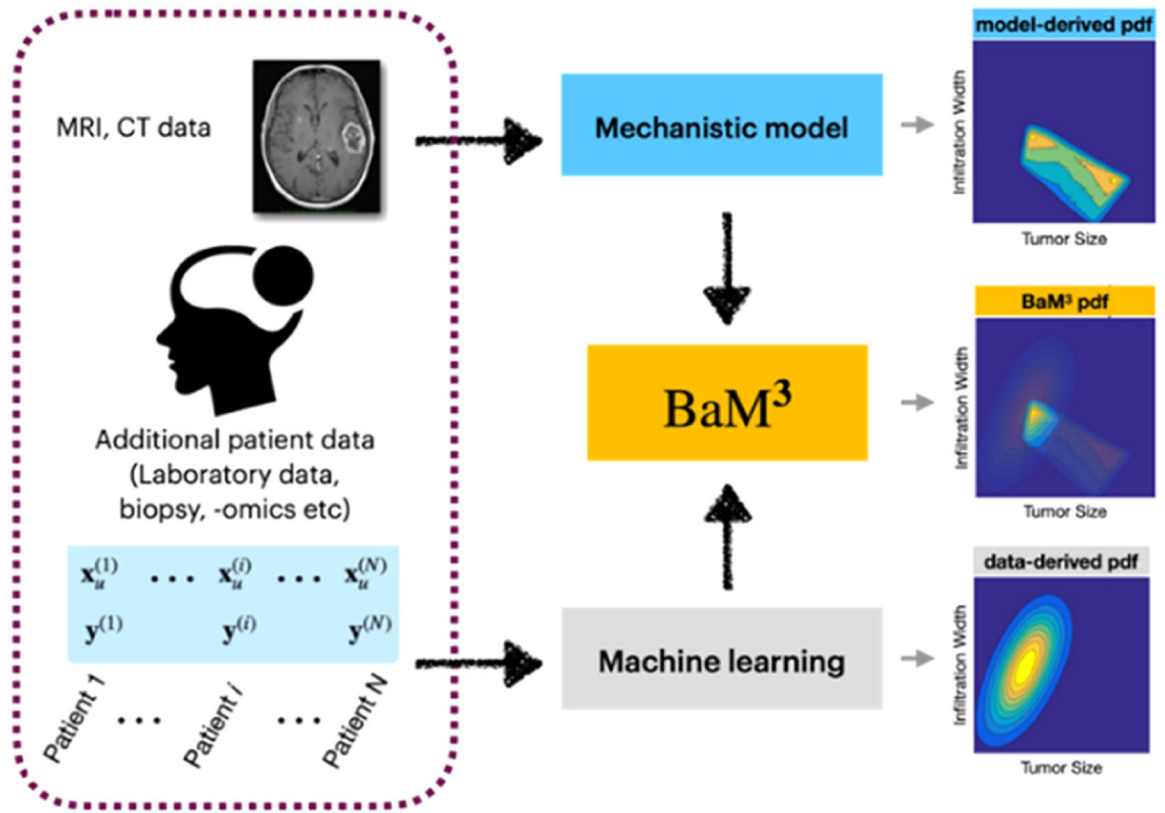 MRI, CT data
Additional patient data
(Laboratory data,
biopsy, -omics etc)
x_u^(1) ... x_u^(i) ... x_u^(N)
y^(1) y^(i) y^(N)
Patient 1 ... Patient i ... Patient N
Mechanistic model
BaM³
Machine learning
model-derived pdf
Infiltration Width
Tumor Size
BaM³ pdf
Infiltration Width
Tumor Size
data-derived pdf
Infiltration Width
Tumor Size